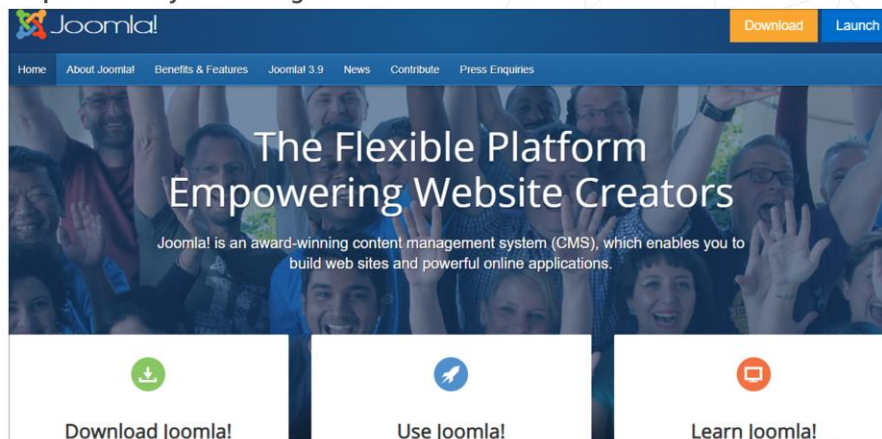 Joomla!
Download
Launch
Home About Joomla! Benefits & Features Joomla! 3.9 News Contribute Press Enquiries
The Flexible Platform
Empowering Website Creators
Joomla! is an award-winning content management system (CMS), which enables you to
build web sites and powerful online applications.
Download Joomla!
Use Joomla!
Learn Joomla!